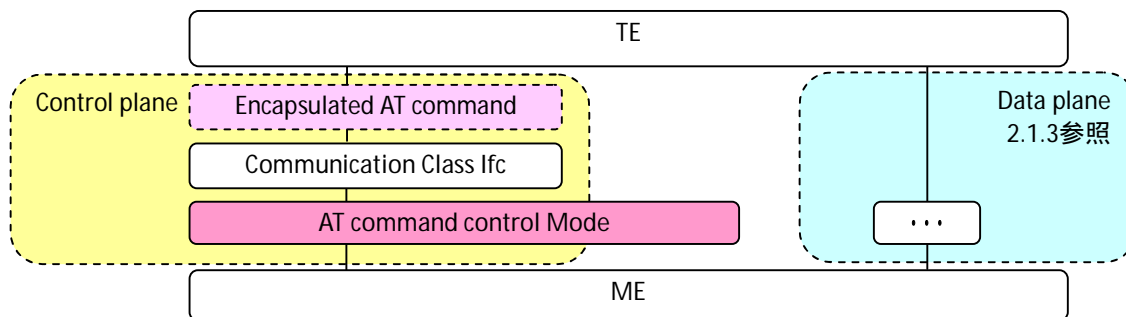 TE
Control plane
Encapsulated AT command
Data plane
2.1.3参照
Communication Class Ifc
AT command control Mode
・・・
ME